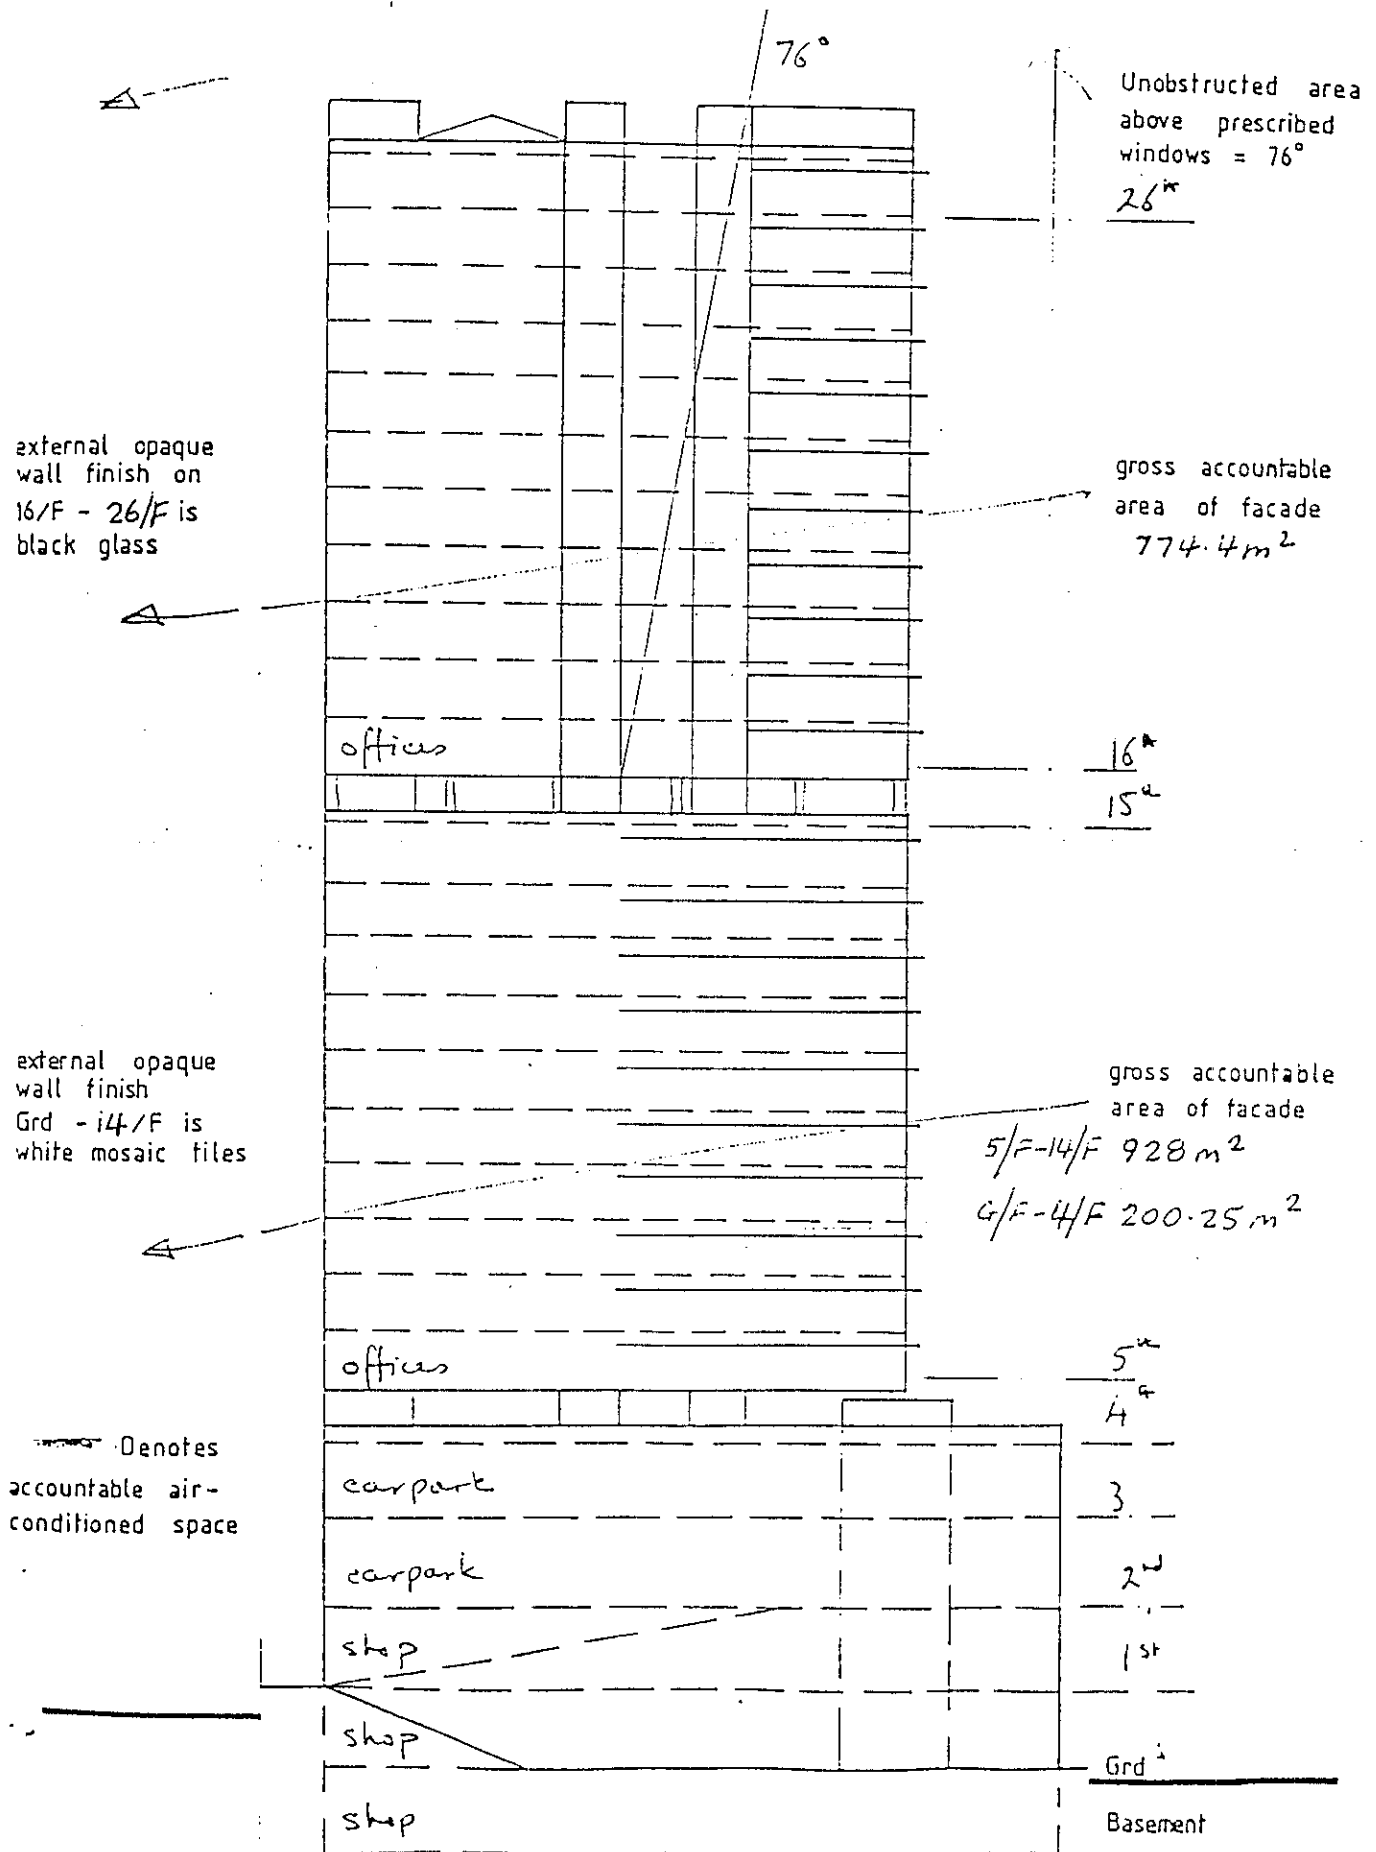 76°
Unobstructed area
above prescribed
windows = 76°
26th
external opaque
wall finish on
16/F - 26/F is
black glass
gross accountable
area of facade
774.4m²
offices
16th
15th
external opaque
wall finish
Grd - 14/F is
white mosaic tiles
gross accountable
area of facade
5/F-14/F 928m²
G/F-4/F 200.25m²
offices
5th
4th
Denotes
accountable air-
conditioned space
carpark
3
carpark
2nd
shop
1st
shop
Grd
shop
Basement